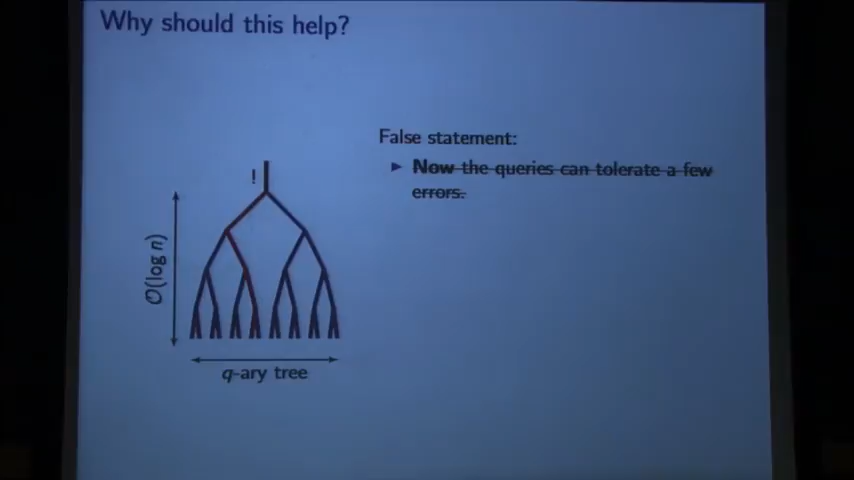 Why should this help?
False statement:
► Now the queries can tolerate a few
errors.
!
O(log n)
q-ary tree